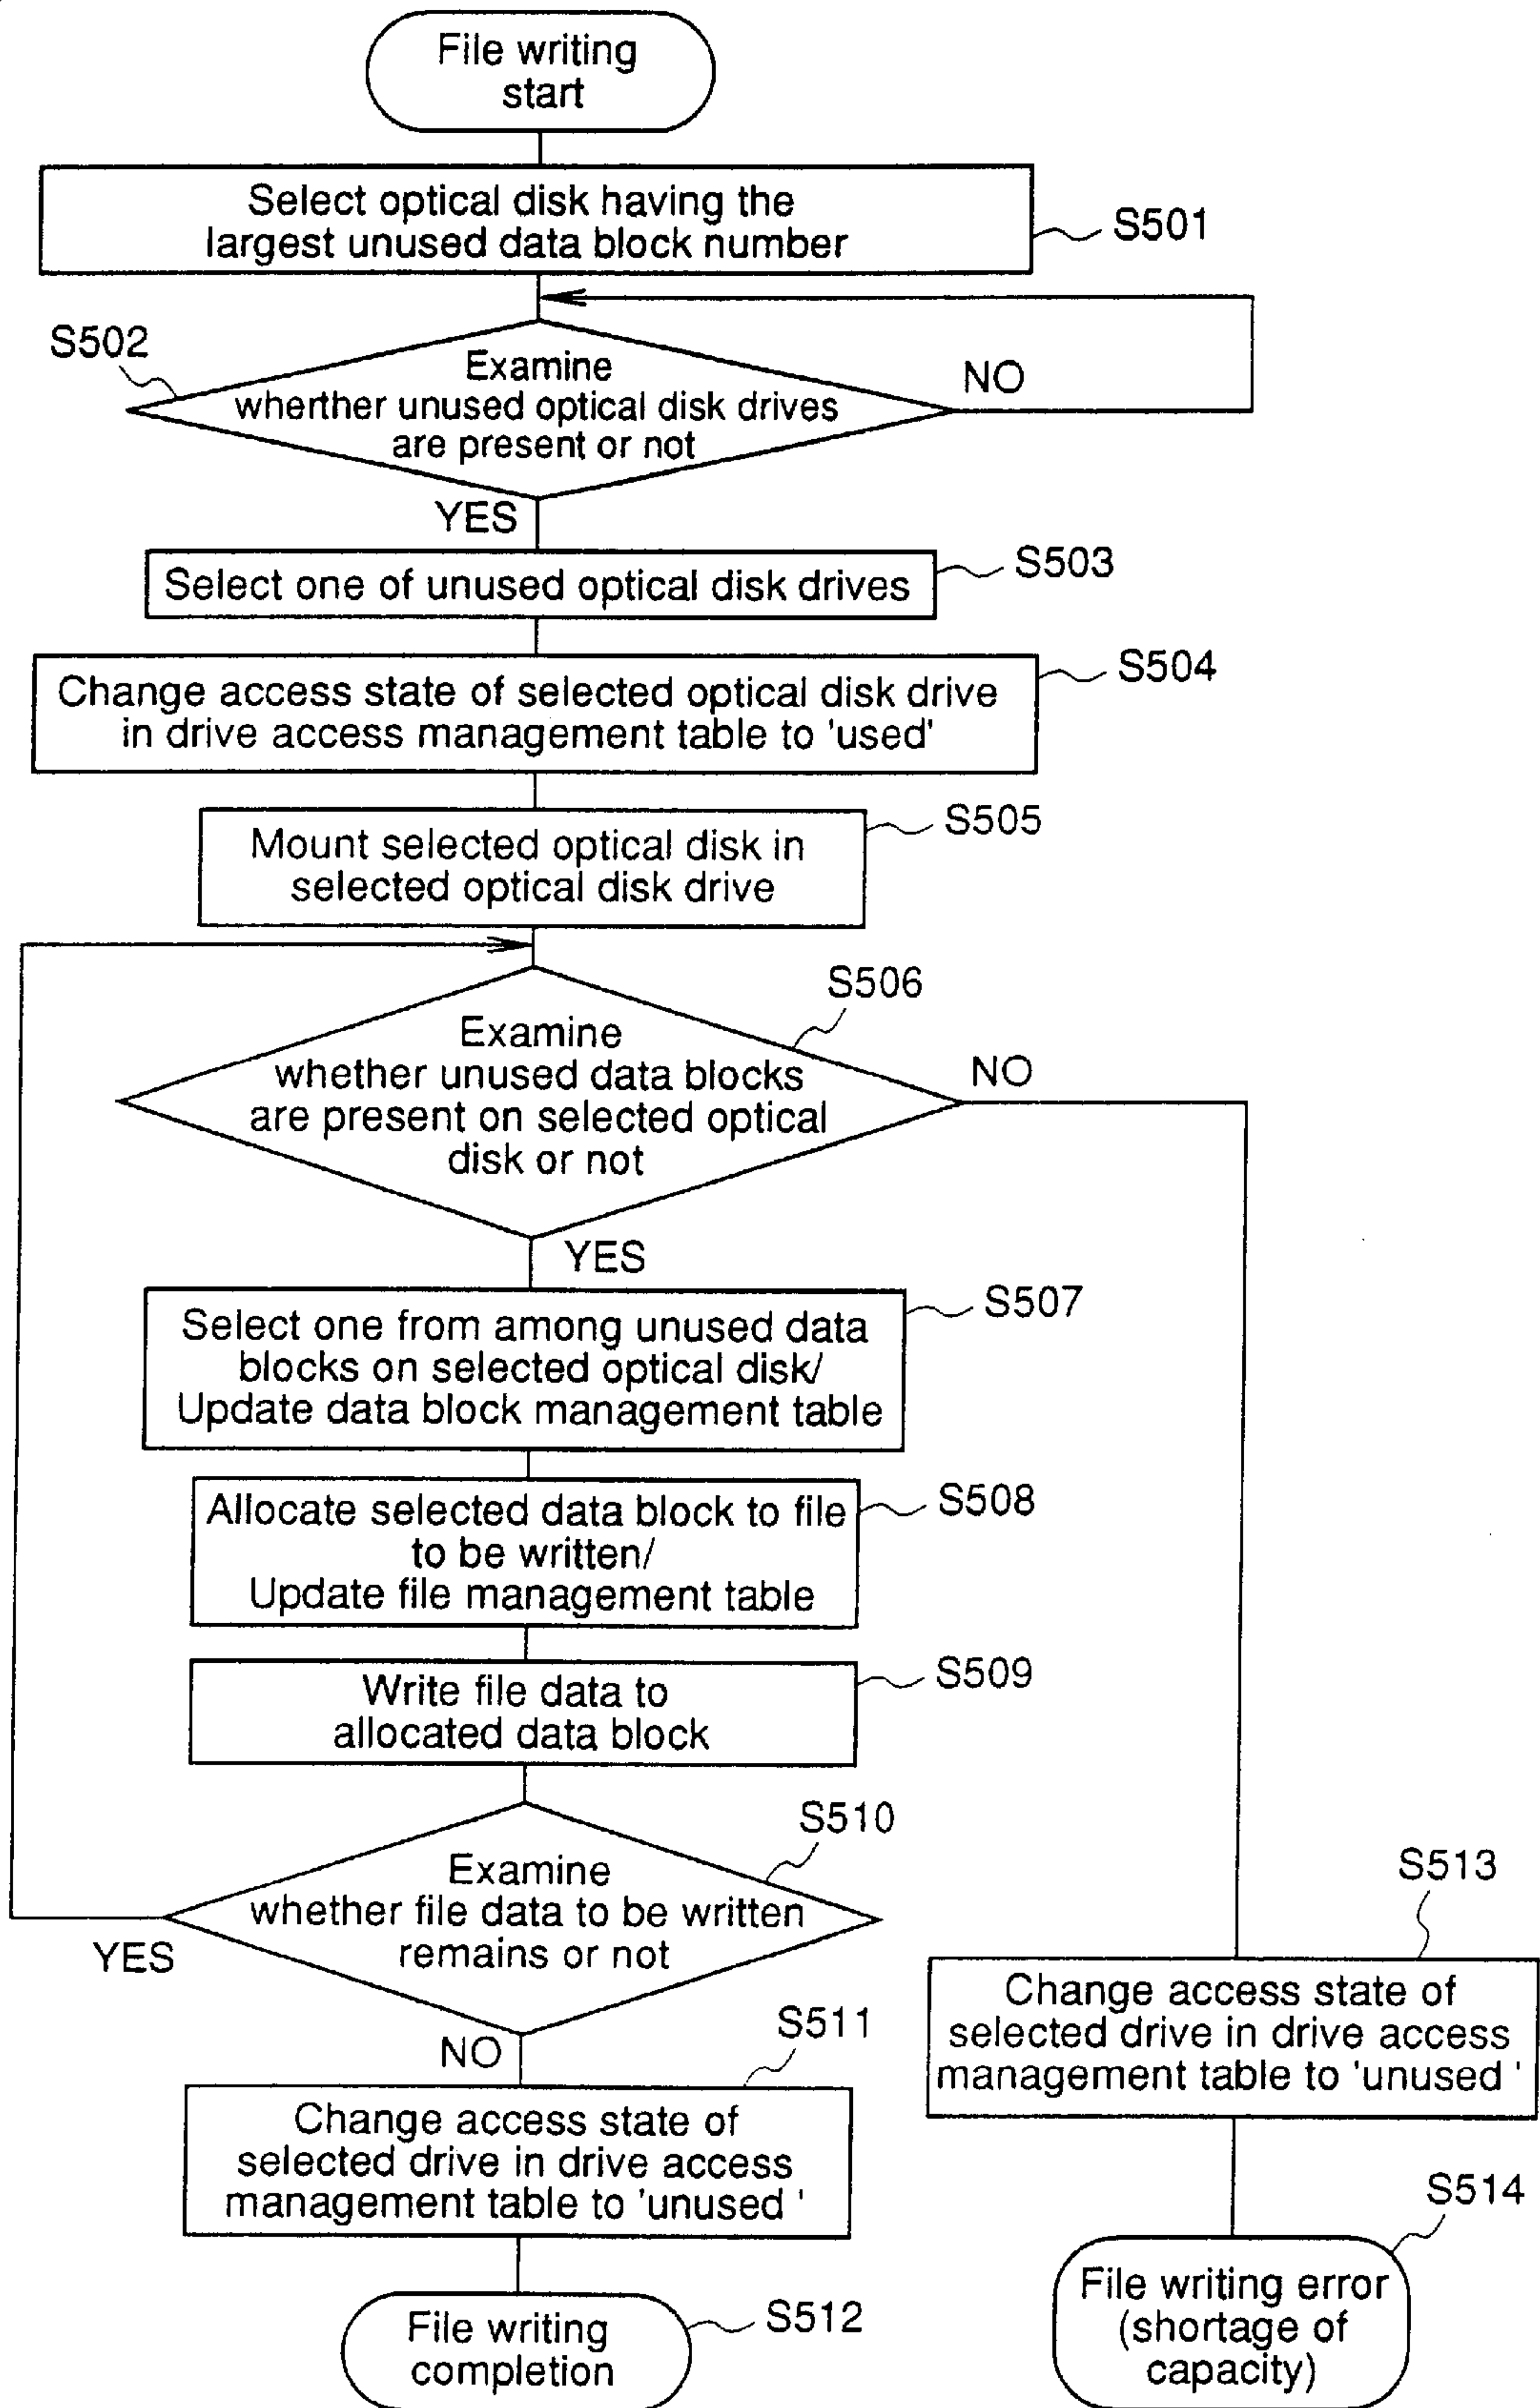 File writing
start
Select optical disk having the
largest unused data block number
S501
S502
Examine
wherther unused optical disk drives
are present or not
NO
YES
Select one of unused optical disk drives
S503
Change access state of selected optical disk drive
in drive access management table to 'used'
S504
Mount selected optical disk in
selected optical disk drive
S505
S506
Examine
whether unused data blocks
are present on selected optical
disk or not
NO
YES
Select one from among unused data
blocks on selected optical disk/
Update data block management table
S507
Allocate selected data block to file
to be written/
Update file management table
S508
Write file data to
allocated data block
S509
S510
Examine
whether file data to be written
remains or not
YES
NO
S511
Change access state of
selected drive in drive access
management table to 'unused '
File writing
completion
S512
S513
Change access state of
selected drive in drive access
management table to 'unused '
S514
File writing error
(shortage of
capacity)